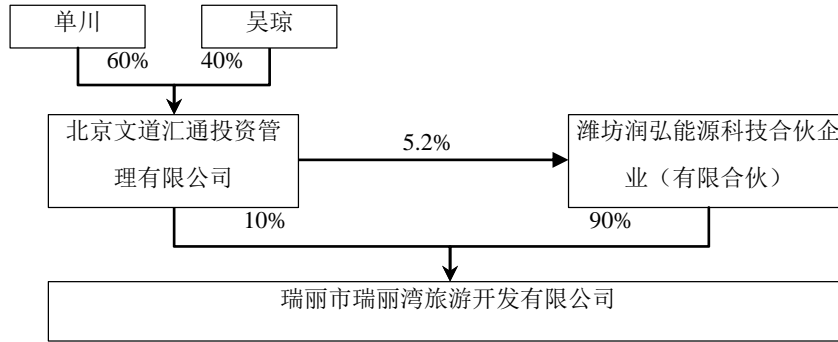 单川
吴琼
60%
40%
北京文道汇通投资管
理有限公司
5.2%
潍坊润弘能源科技合伙企
业（有限合伙）
10%
90%
瑞丽市瑞丽湾旅游开发有限公司